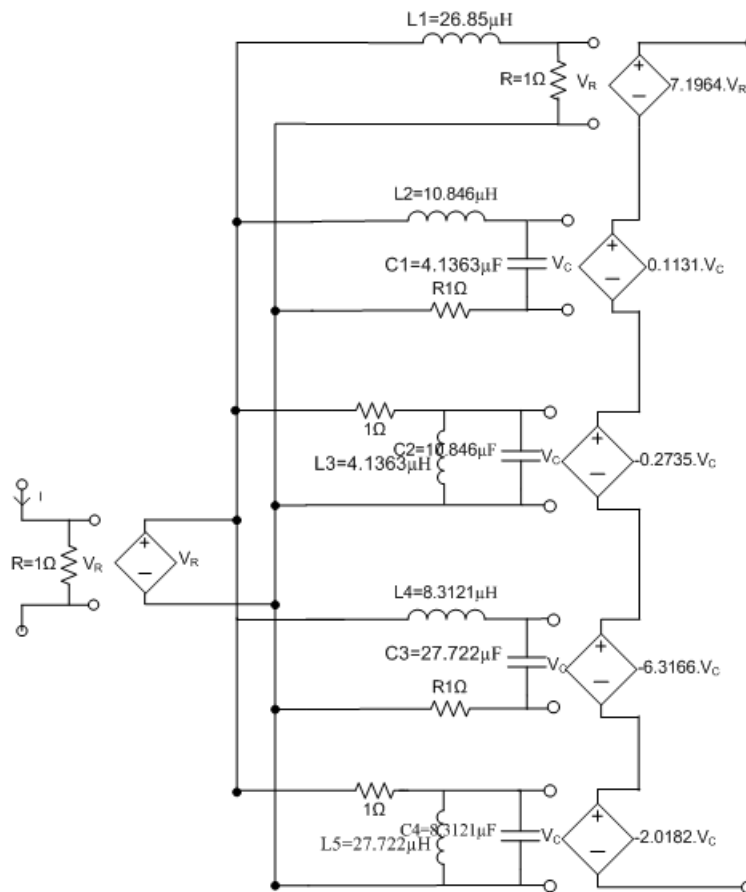 L1=26.85µH
R=1Ω
VR
7.1964.VR
L2=10.846µH
C1=4.1363µF
VC
0.1131.VC
R1Ω
1Ω
C2=10.846µF
L3=4.1363µH
VC
-0.2735.VC
I
R=1Ω
VR
VR
L4=8.3121µH
C3=27.722µF
VC
-6.3166.VC
R1Ω
1Ω
C4=8.3121µF
L5=27.722µH
VC
-2.0182.VC